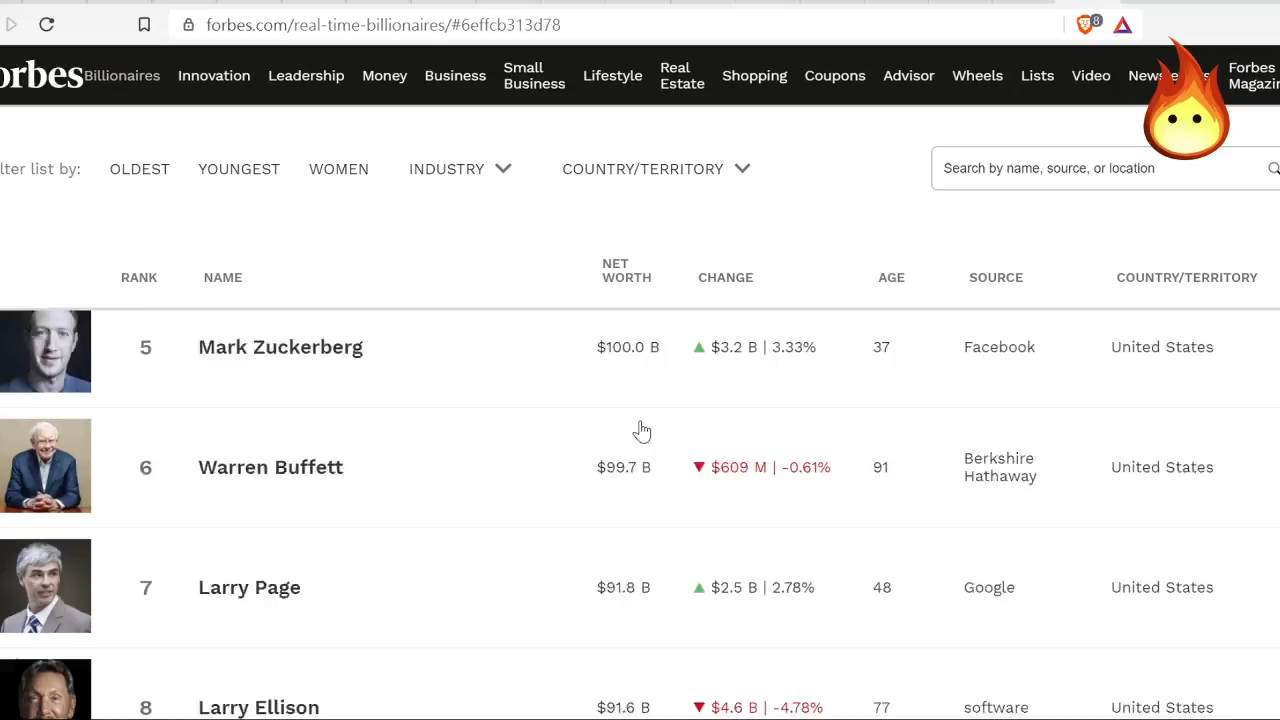 forbes.com/real-time-billionaires/#6effcb313d78
8
orbes Billionaires Innovation Leadership Money Business Small Business Lifestyle Real Estate Shopping Coupons Advisor Wheels Lists Video News Forbes Magazin
lter list by: OLDEST YOUNGEST WOMEN INDUSTRY COUNTRY/TERRITORY Search by name, source, or location
RANK NAME NET WORTH CHANGE AGE SOURCE COUNTRY/TERRITORY
5 Mark Zuckerberg $100.0 B $3.2 B | 3.33% 37 Facebook United States
6 Warren Buffett $99.7 B $609 M | -0.61% 91 Berkshire Hathaway United States
7 Larry Page $91.8 B $2.5 B | 2.78% 48 Google United States
8 Larry Ellison $91.6 B $4.6 B | -4.78% 77 software United States